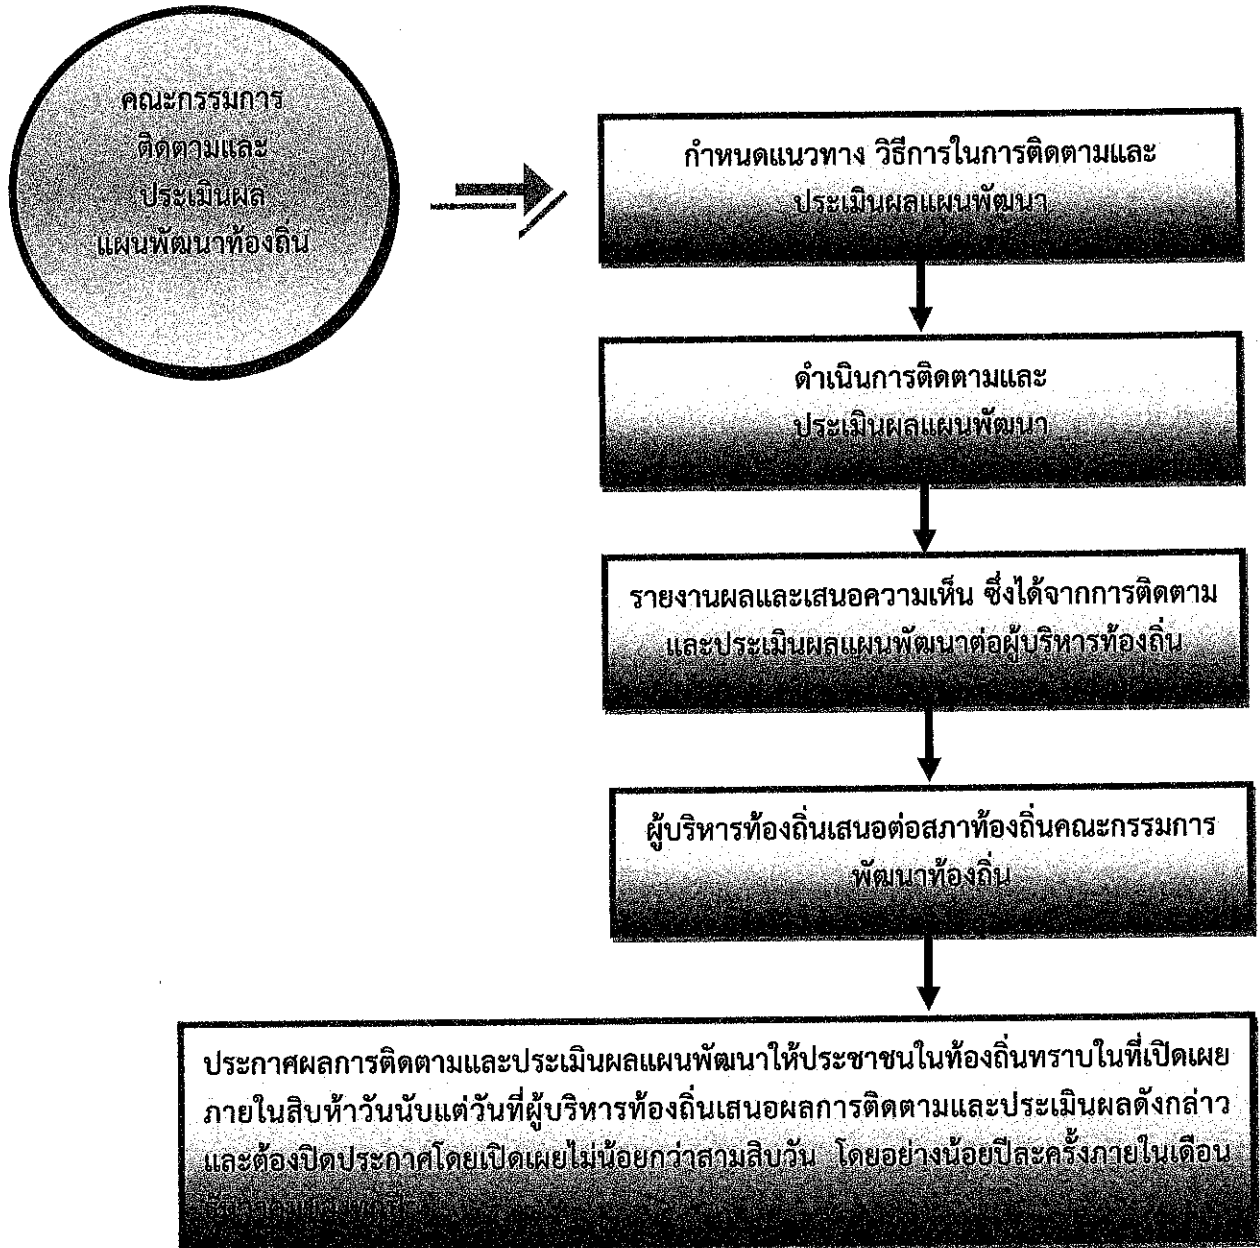 คณะกรรมการ
ติดตามและ
ประเมินผล
แผนพัฒนาท้องถิ่น
กำหนดแนวทาง วิธีการในการติดตามและ
ประเมินผลแผนพัฒนา
ดำเนินการติดตามและ
ประเมินผลแผนพัฒนา
รายงานผลและเสนอความเห็น ซึ่งได้จากการติดตาม
และประเมินผลแผนพัฒนาต่อผู้บริหารท้องถิ่น
ผู้บริหารท้องถิ่นเสนอต่อสภาท้องถิ่นคณะกรรมการ
พัฒนาท้องถิ่น
ประกาศผลการติดตามและประเมินผลแผนพัฒนาให้ประชาชนในท้องถิ่นทราบในที่เปิดเผย
ภายในสิบห้าวันนับแต่วันที่ผู้บริหารท้องถิ่นเสนอผลการติดตามและประเมินผลดังกล่าว
และต้องปิดประกาศโดยเปิดเผยไม่น้อยกว่าสามสิบวัน โดยอย่างน้อยปีละครั้งภายในเดือน